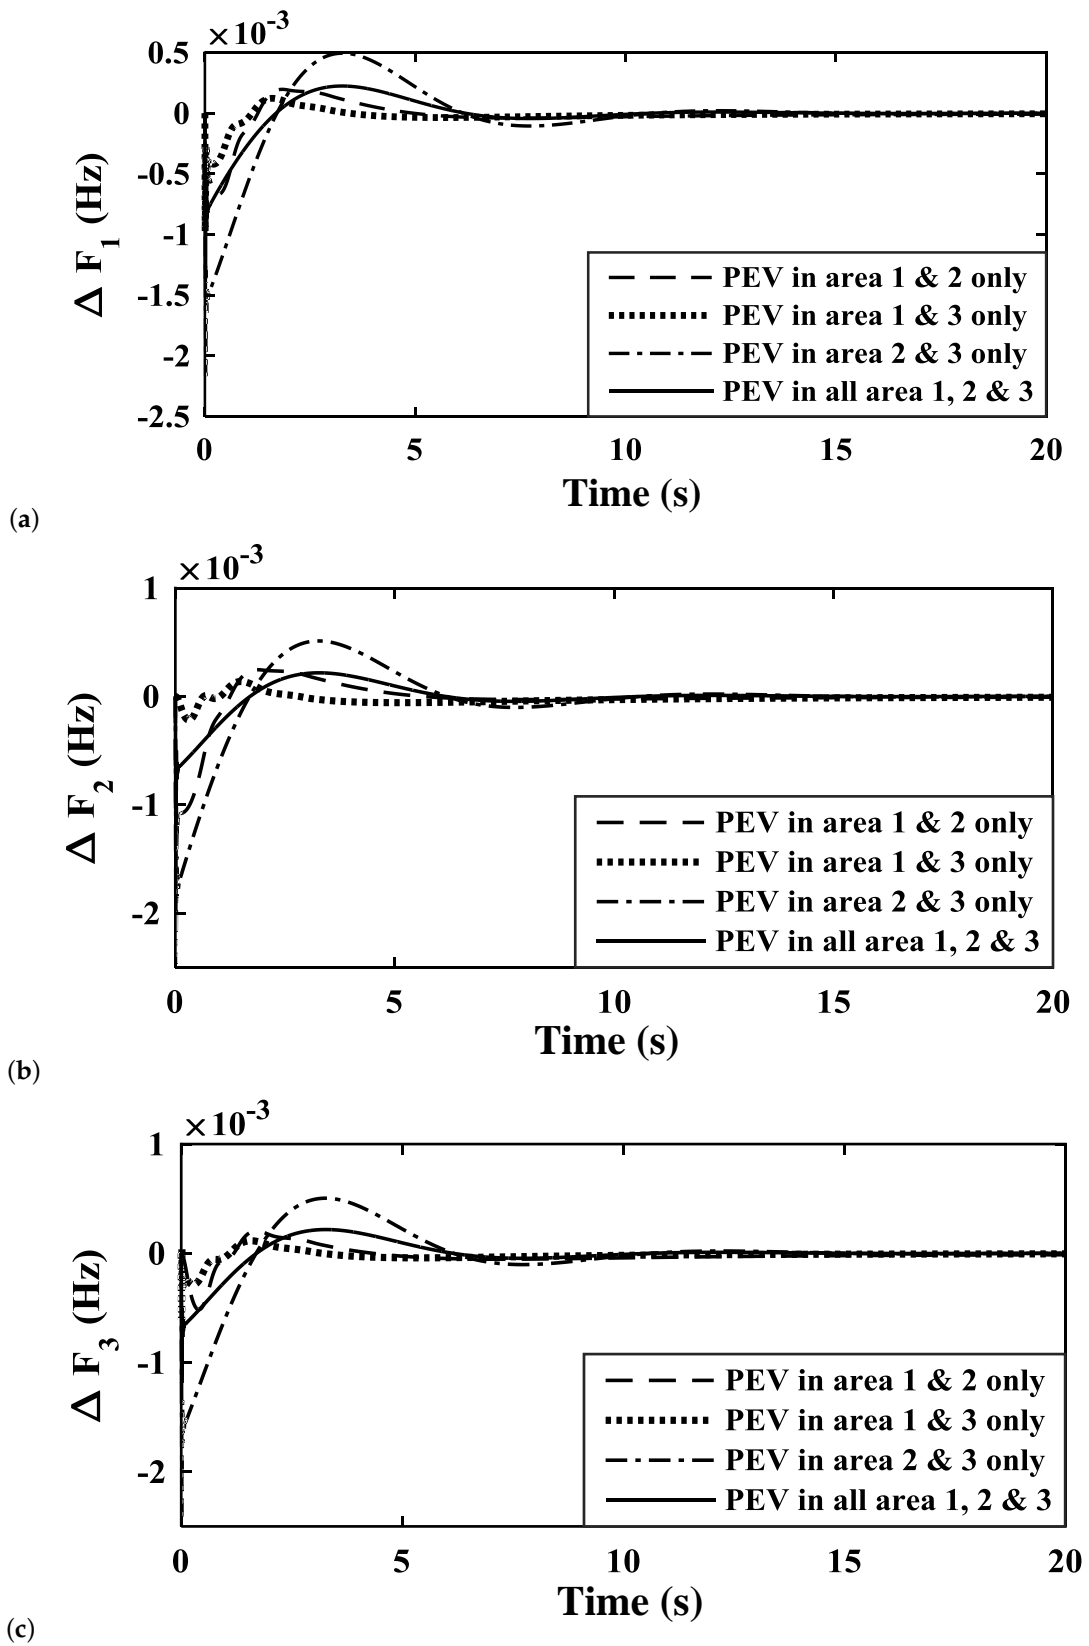 ×10-3
0.5
0
-0.5
-1
-1.5
-2
-2.5
Δ F1 (Hz)
PEV in area 1 & 2 only
PEV in area 1 & 3 only
PEV in area 2 & 3 only
PEV in all area 1, 2 & 3
0 5 10 15 20
Time (s)
(a)
×10-3
1
0
-1
-2
Δ F2 (Hz)
PEV in area 1 & 2 only
PEV in area 1 & 3 only
PEV in area 2 & 3 only
PEV in all area 1, 2 & 3
0 5 10 15 20
Time (s)
(b)
×10-3
1
0
-1
-2
Δ F3 (Hz)
PEV in area 1 & 2 only
PEV in area 1 & 3 only
PEV in area 2 & 3 only
PEV in all area 1, 2 & 3
0 5 10 15 20
Time (s)
(c)